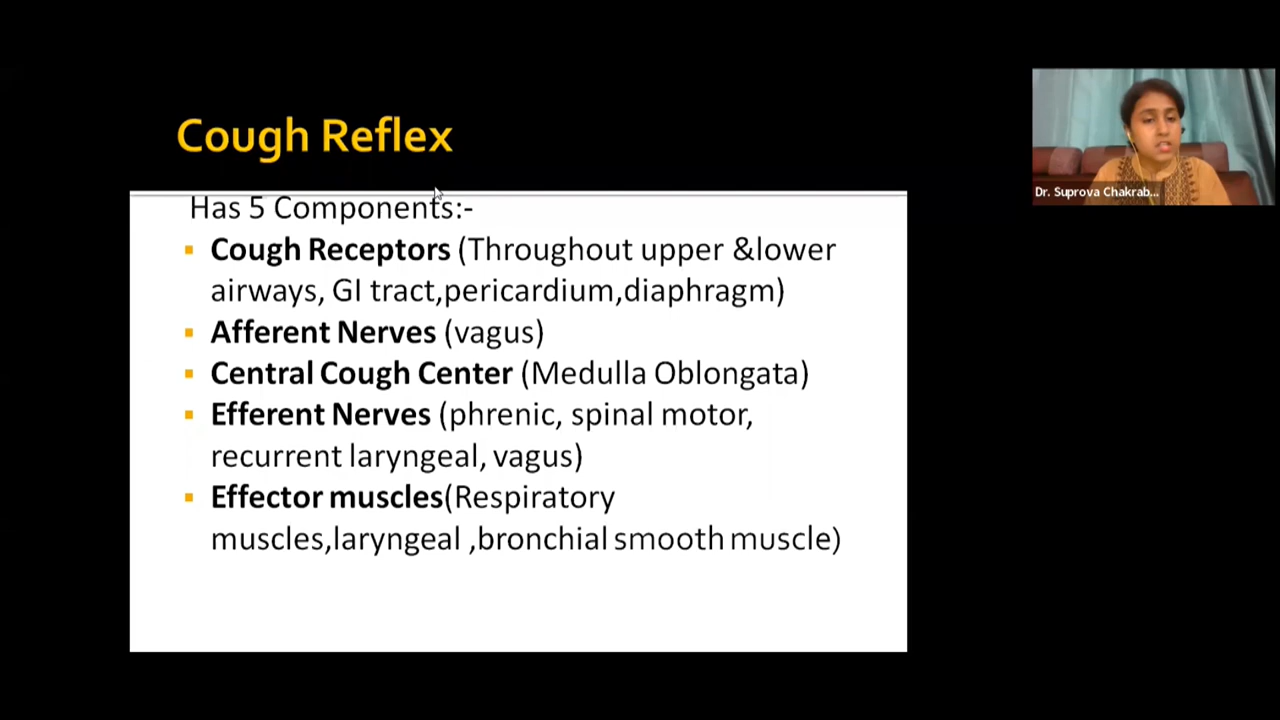 Cough Reflex
Has 5 Components:-
▪ Cough Receptors (Throughout upper &lower
airways, GI tract,pericardium,diaphragm)
▪ Afferent Nerves (vagus)
▪ Central Cough Center (Medulla Oblongata)
▪ Efferent Nerves (phrenic, spinal motor,
recurrent laryngeal, vagus)
▪ Effector muscles(Respiratory
muscles,laryngeal ,bronchial smooth muscle)
Dr. Suprova Chakrab...